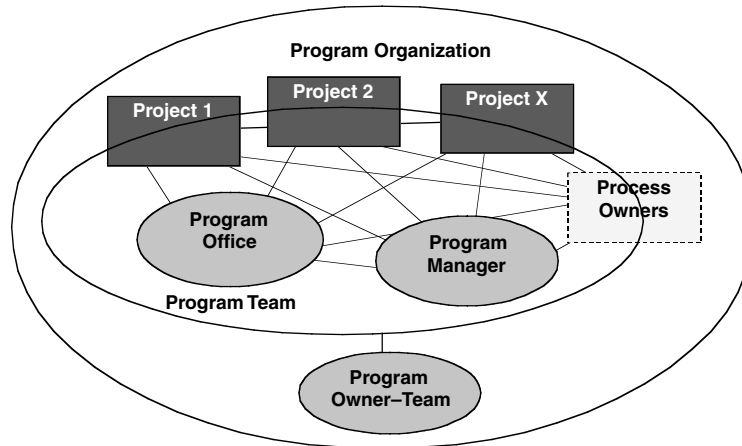 Program Organization
Project 1
Project 2
Project X
Process
Owners
Program
Office
Program
Manager
Program Team
Program
Owner–Team